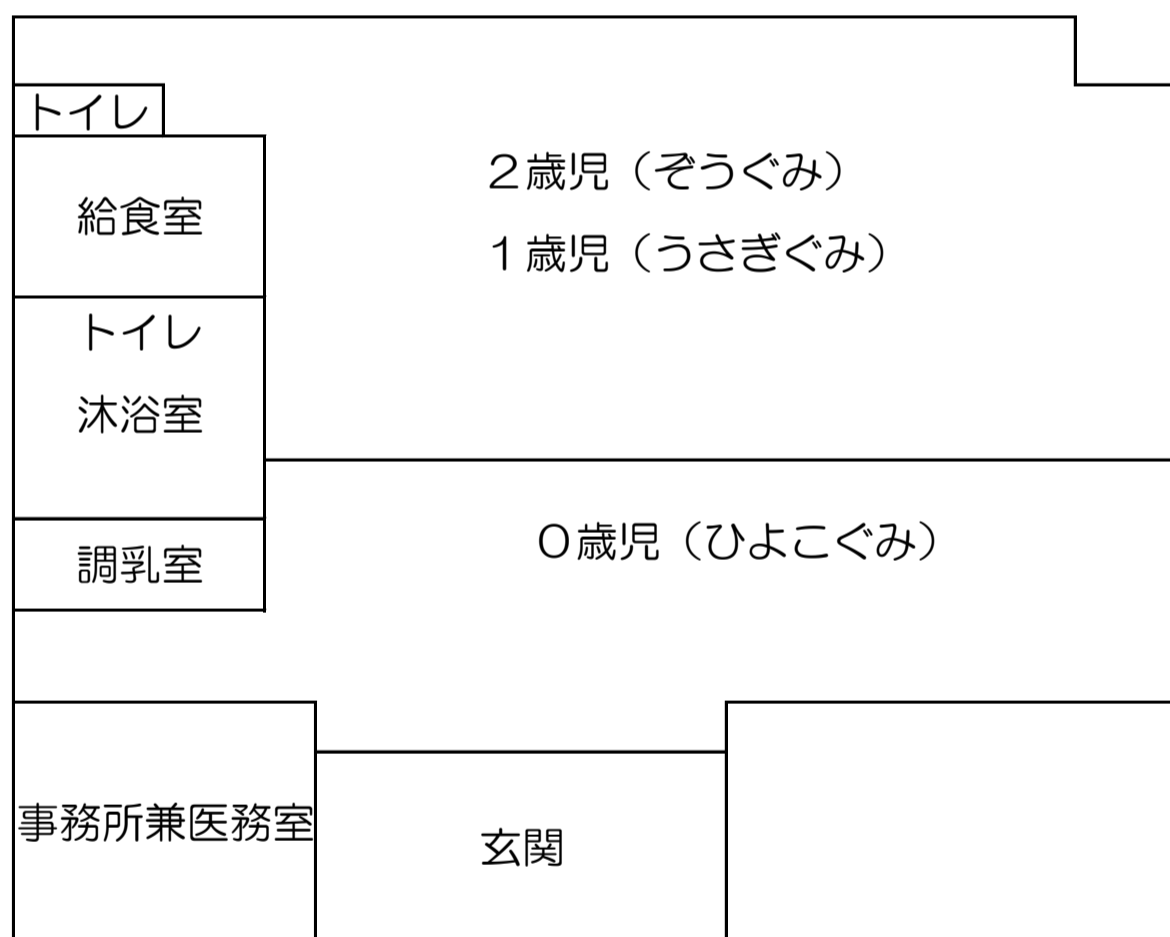 トイレ
２歳児（ぞうぐみ）
給食室
１歳児（うさぎぐみ）
トイレ
沐浴室
０歳児（ひよこぐみ）
調乳室
事務所兼医務室
玄関